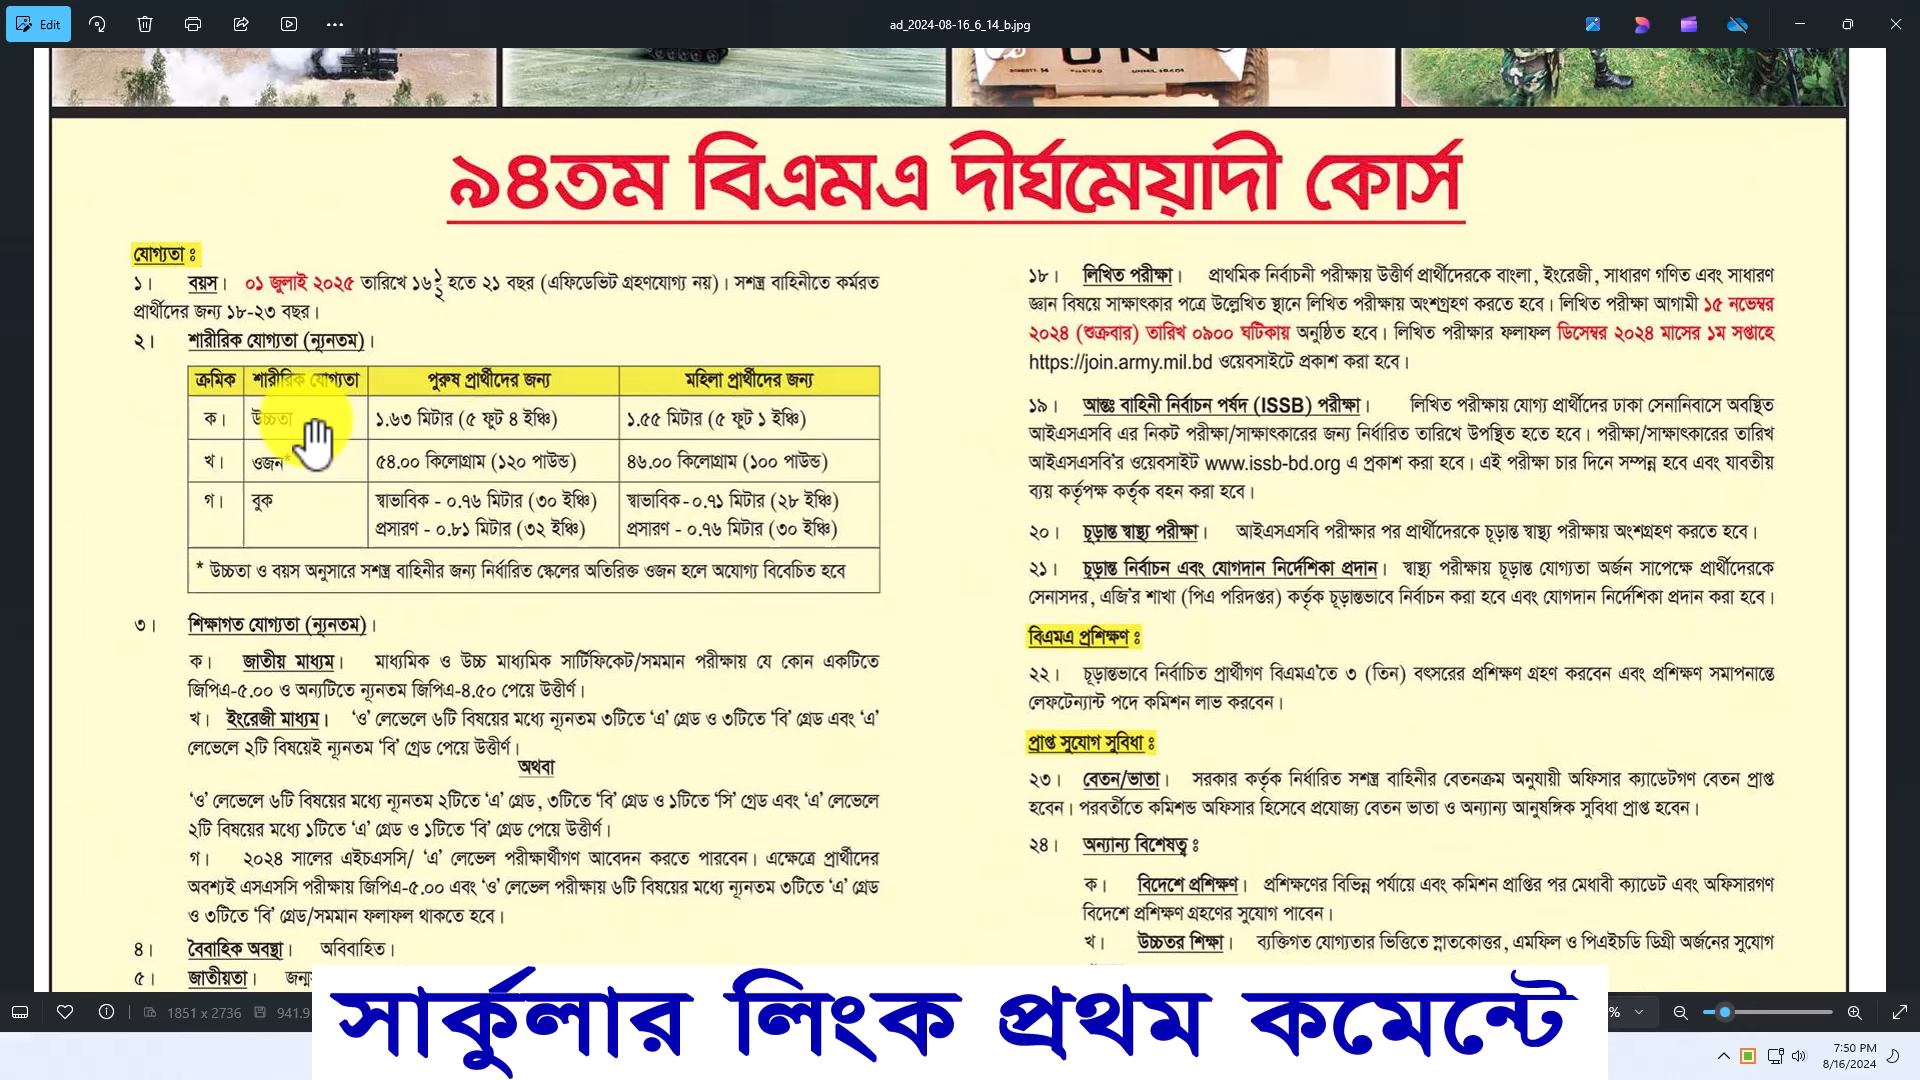 Edit
ad_2024-08-16_6_14_b.jpg
UN
৯৪তম বিএমএ দীর্ঘমেয়াদী কোর্স
যোগ্যতা ঃ
১। বয়স। ০১ জুলাই ২০২৫ তারিখে ১৬ ১/২ হতে ২১ বছর (এফিডেভিট গ্রহণযোগ্য নয়)। সশস্ত্র বাহিনীতে কর্মরত
প্রার্থীদের জন্য ১৮-২৩ বছর।
২। শারীরিক যোগ্যতা (ন্যূনতম)।
ক্রমিক শারীরিক যোগ্যতা পুরুষ প্রার্থীদের জন্য মহিলা প্রার্থীদের জন্য
ক। উচ্চতা ১.৬৩ মিটার (৫ ফুট ৪ ইঞ্চি) ১.৫৫ মিটার (৫ ফুট ১ ইঞ্চি)
খ। ওজন* ৫৪.০০ কিলোগ্রাম (১২০ পাউন্ড) ৪৬.০০ কিলোগ্রাম (১০০ পাউন্ড)
গ। বুক স্বাভাবিক - ০.৭৬ মিটার (৩০ ইঞ্চি) স্বাভাবিক - ০.৭১ মিটার (২৮ ইঞ্চি)
প্রসারণ - ০.৮১ মিটার (৩২ ইঞ্চি) প্রসারণ - ০.৭৬ মিটার (৩০ ইঞ্চি)
* উচ্চতা ও বয়স অনুসারে সশস্ত্র বাহিনীর জন্য নির্ধারিত স্কেলের অতিরিক্ত ওজন হলে অযোগ্য বিবেচিত হবে
৩। শিক্ষাগত যোগ্যতা (ন্যূনতম)।
ক। জাতীয় মাধ্যম। মাধ্যমিক ও উচ্চ মাধ্যমিক সার্টিফিকেট/সমমান পরীক্ষায় যে কোন একটিতে
জিপিএ-৫.০০ ও অন্যটিতে ন্যূনতম জিপিএ-৪.৫০ পেয়ে উত্তীর্ণ।
খ। ইংরেজী মাধ্যম। ‘ও’ লেভেলে ৬টি বিষয়ের মধ্যে ন্যূনতম ৩টিতে ‘এ’ গ্রেড ও ৩টিতে ‘বি’ গ্রেড এবং ‘এ’
লেভেলে ২টি বিষয়েই ন্যূনতম ‘বি’ গ্রেড পেয়ে উত্তীর্ণ।
অথবা
‘ও’ লেভেলে ৬টি বিষয়ের মধ্যে ন্যূনতম ২টিতে ‘এ’ গ্রেড, ৩টিতে ‘বি’ গ্রেড ও ১টিতে ‘সি’ গ্রেড এবং ‘এ’ লেভেলে
২টি বিষয়ের মধ্যে ১টিতে ‘এ’ গ্রেড ও ১টিতে ‘বি’ গ্রেড পেয়ে উত্তীর্ণ।
গ। ২০২৪ সালের এইচএসসি/ ‘এ’ লেভেল পরীক্ষার্থীগণ আবেদন করতে পারবেন। এক্ষেত্রে প্রার্থীদের
অবশ্যই এসএসসি পরীক্ষায় জিপিএ-৫.০০ এবং ‘ও’ লেভেল পরীক্ষায় ৬টি বিষয়ের মধ্যে ন্যূনতম ৩টিতে ‘এ’ গ্রেড
ও ৩টিতে ‘বি’ গ্রেড/সমমান ফলাফল থাকতে হবে।
৪। বৈবাহিক অবস্থা। অবিবাহিত।
৫। জাতীয়তা।
১৮। লিখিত পরীক্ষা। প্রাথমিক নির্বাচনী পরীক্ষায় উত্তীর্ণ প্রার্থীদেরকে বাংলা, ইংরেজী, সাধারণ গণিত এবং সাধারণ
জ্ঞান বিষয়ে সাক্ষাৎকার পত্রে উল্লেখিত স্থানে লিখিত পরীক্ষায় অংশগ্রহণ করতে হবে। লিখিত পরীক্ষা আগামী ১৫ নভেম্বর
২০২৪ (শুক্রবার) তারিখ ০৯০০ ঘটিকায় অনুষ্ঠিত হবে। লিখিত পরীক্ষার ফলাফল ডিসেম্বর ২০২৪ মাসের ১ম সপ্তাহে
https://join.army.mil.bd ওয়েবসাইটে প্রকাশ করা হবে।
১৯। আন্তঃ বাহিনী নির্বাচন পর্ষদ (ISSB) পরীক্ষা। লিখিত পরীক্ষায় যোগ্য প্রার্থীদের ঢাকা সেনানিবাসে অবস্থিত
আইএসএসবি এর নিকট পরীক্ষা/সাক্ষাৎকারের জন্য নির্ধারিত তারিখে উপস্থিত হতে হবে। পরীক্ষা/সাক্ষাৎকারের তারিখ
আইএসএসবি’র ওয়েবসাইট www.issb-bd.org এ প্রকাশ করা হবে। এই পরীক্ষা চার দিনে সম্পন্ন হবে এবং যাবতীয়
ব্যয় কর্তৃপক্ষ কর্তৃক বহন করা হবে।
২০। চূড়ান্ত স্বাস্থ্য পরীক্ষা। আইএসএসবি পরীক্ষার পর প্রার্থীদেরকে চূড়ান্ত স্বাস্থ্য পরীক্ষায় অংশগ্রহণ করতে হবে।
২১। চূড়ান্ত নির্বাচন এবং যোগদান নির্দেশিকা প্রদান। স্বাস্থ্য পরীক্ষায় চূড়ান্ত যোগ্যতা অর্জন সাপেক্ষে প্রার্থীদেরকে
সেনাসদর, এজি’র শাখা (পিএ পরিদপ্তর) কর্তৃক চূড়ান্তভাবে নির্বাচন করা হবে এবং যোগদান নির্দেশিকা প্রদান করা হবে।
বিএমএ প্রশিক্ষণ ঃ
২২। চূড়ান্তভাবে নির্বাচিত প্রার্থীগণ বিএমএ’তে ৩ (তিন) বৎসরের প্রশিক্ষণ গ্রহণ করবেন এবং প্রশিক্ষণ সমাপনান্তে
লেফটেন্যান্ট পদে কমিশন লাভ করবেন।
প্রাপ্ত সুযোগ সুবিধা ঃ
২৩। বেতন/ভাতা। সরকার কর্তৃক নির্ধারিত সশস্ত্র বাহিনীর বেতনক্রম অনুযায়ী অফিসার ক্যাডেটগণ বেতন প্রাপ্ত
হবেন। পরবর্তীতে কমিশন্ড অফিসার হিসেবে প্রযোজ্য বেতন ভাতা ও অন্যান্য আনুষঙ্গিক সুবিধা প্রাপ্ত হবেন।
২৪। অন্যান্য বিশেষত্ব ঃ
ক। বিদেশে প্রশিক্ষণ। প্রশিক্ষণের বিভিন্ন পর্যায়ে এবং কমিশন প্রাপ্তির পর মেধাবী ক্যাডেট এবং অফিসারগণ
বিদেশে প্রশিক্ষণ গ্রহণের সুযোগ পাবেন।
খ। উচ্চতর শিক্ষা। ব্যক্তিগত যোগ্যতার ভিত্তিতে স্নাতকোত্তর, এমফিল ও পিএইচডি ডিগ্রী অর্জনের সুযোগ
সার্কুলার লিংক প্রথম কমেন্টে
1851 x 2736 941.9
%
7:50 PM
8/16/2024